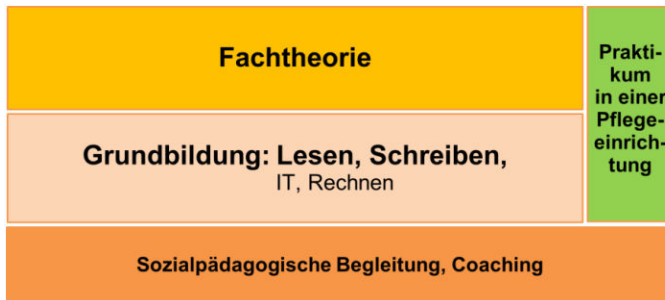 Fachtheorie
Grundbildung: Lesen, Schreiben,
IT, Rechnen
Prakti-
kum
in einer
Pflege-
einrich-
tung
Sozialpädagogische Begleitung, Coaching